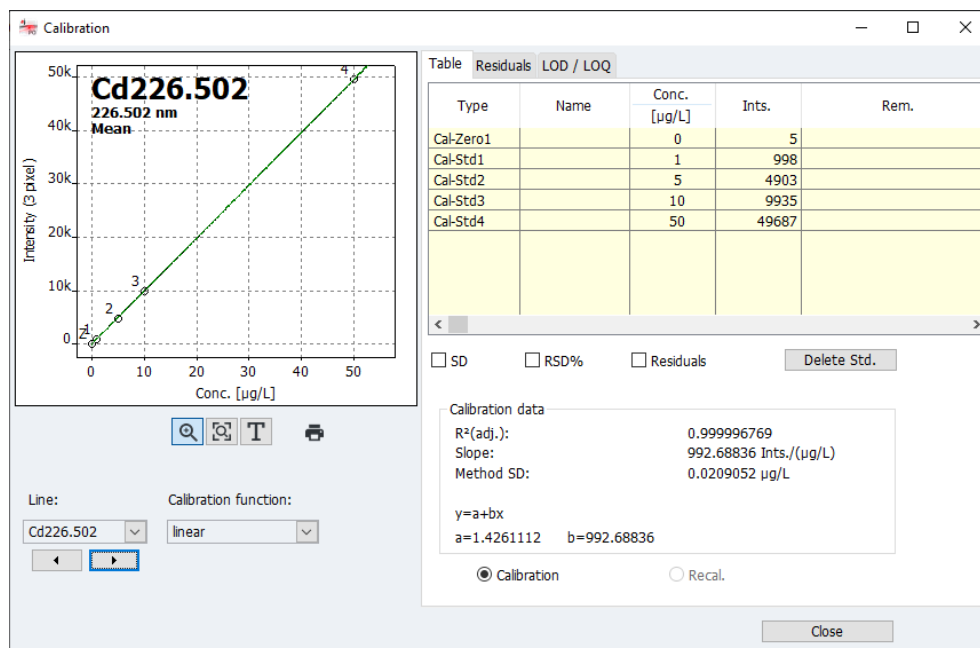 Calibration
Cd226.502
226.502 nm
Mean
Intensity (3 pixel)
50k
40k
30k
20k
10k
0
Z
1
2
3
4
0 10 20 30 40 50
Conc. [µg/L]
Line:
Calibration function:
Cd226.502
linear
Table Residuals LOD / LOQ
Type Name Conc. [µg/L] Ints. Rem.
Cal-Zero1 0 5
Cal-Std1 1 998
Cal-Std2 5 4903
Cal-Std3 10 9935
Cal-Std4 50 49687
SD RSD% Residuals Delete Std.
Calibration data
R²(adj.): 0.999996769
Slope: 992.68836 Ints./(µg/L)
Method SD: 0.0209052 µg/L
y=a+bx
a=1.4261112 b=992.68836
Calibration Recal.
Close